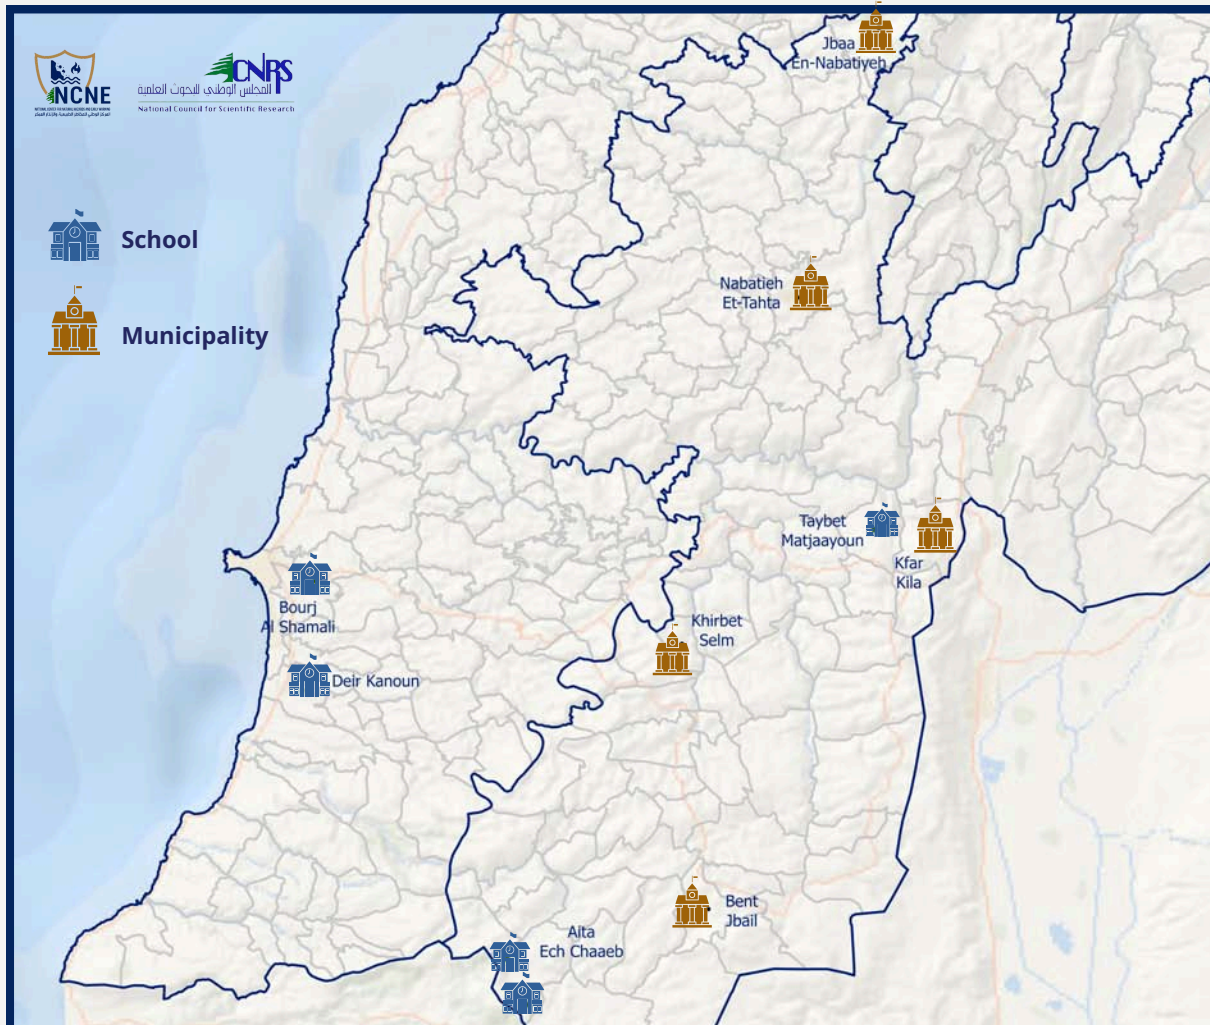 NCNE
CNRS
المجلس الوطني للبحوث العلمية
National Council for Scientific Research
School
Municipality
Jbaa
En-Nabatiyeh
Nabatieh
Et-Tahta
Taybet
Matjaayoun
Kfar
Kila
Bourj
Al Shamali
Khirbet
Selm
Deir Kanoun
Bent
Jbail
Aita
Ech Chaaeb